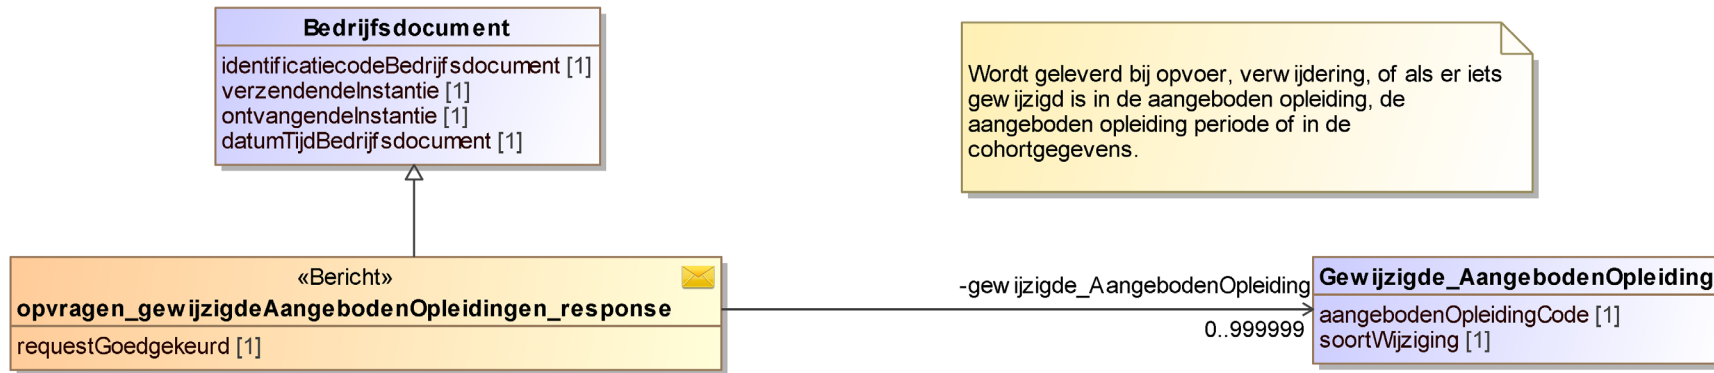 Bedrijfsdocument
identificatiecodeBedrijfsdocument [1]
verzendendeInstantie [1]
ontvangendeInstantie [1]
datumTijdBedrijfsdocument [1]
Wordt geleverd bij opvoer, verwijdering, of als er iets
gewijzigd is in de aangeboden opleiding, de
aangeboden opleiding periode of in de
cohortgegevens.
«Bericht»
opvragen_gewijzigdeAangebodenOpleidingen_response
requestGoedgekeurd [1]
-gewijzigde_AangebodenOpleiding
0..999999
Gewijzigde_AangebodenOpleiding
aangebodenOpleidingCode [1]
soortWijziging [1]